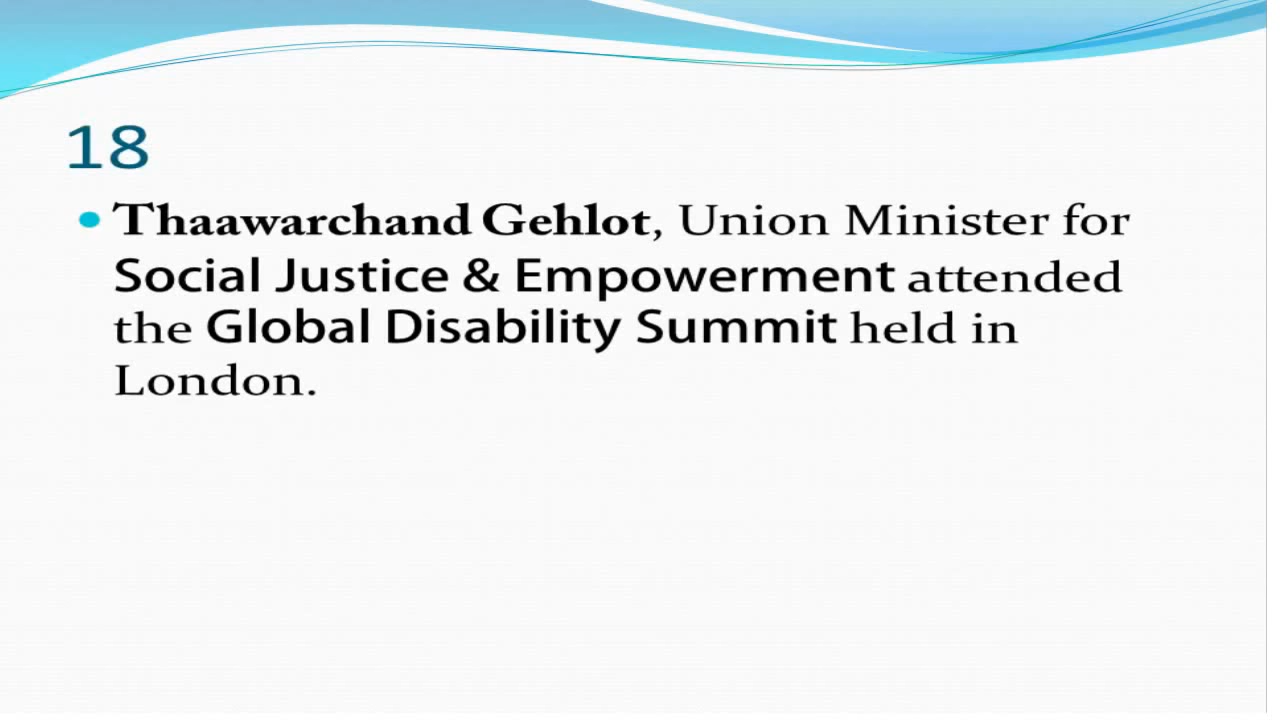 18
• Thaawarchand Gehlot, Union Minister for
Social Justice & Empowerment attended
the Global Disability Summit held in
London.